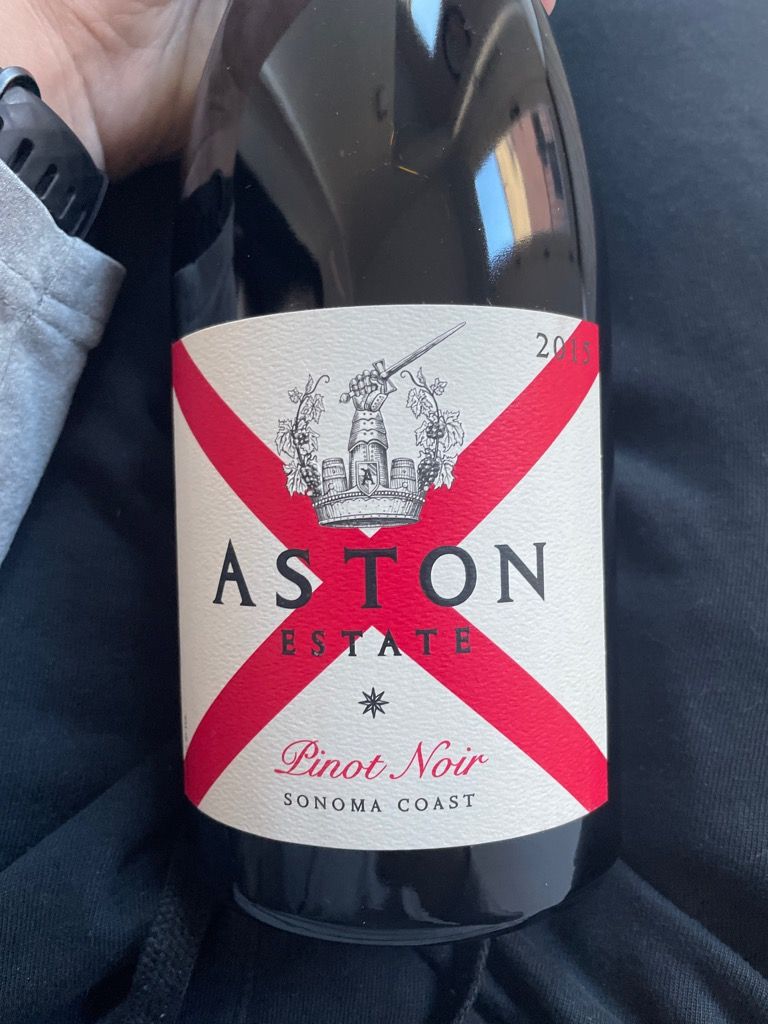 2015
A
ASTON
ESTATE
Pinot Noir
SONOMA COAST